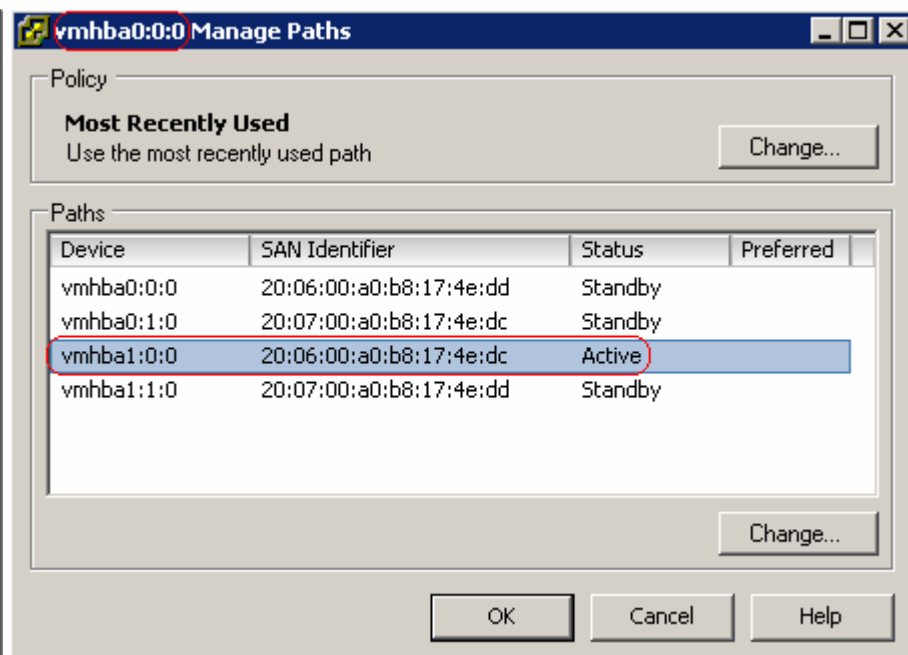 vmhba0:0:0 Manage Paths
Policy
Most Recently Used
Use the most recently used path
Change...
Paths
Device SAN Identifier Status Preferred
vmhba0:0:0 20:06:00:a0:b8:17:4e:dd Standby
vmhba0:1:0 20:07:00:a0:b8:17:4e:dc Standby
vmhba1:0:0 20:06:00:a0:b8:17:4e:dc Active
vmhba1:1:0 20:07:00:a0:b8:17:4e:dd Standby
Change...
OK Cancel Help